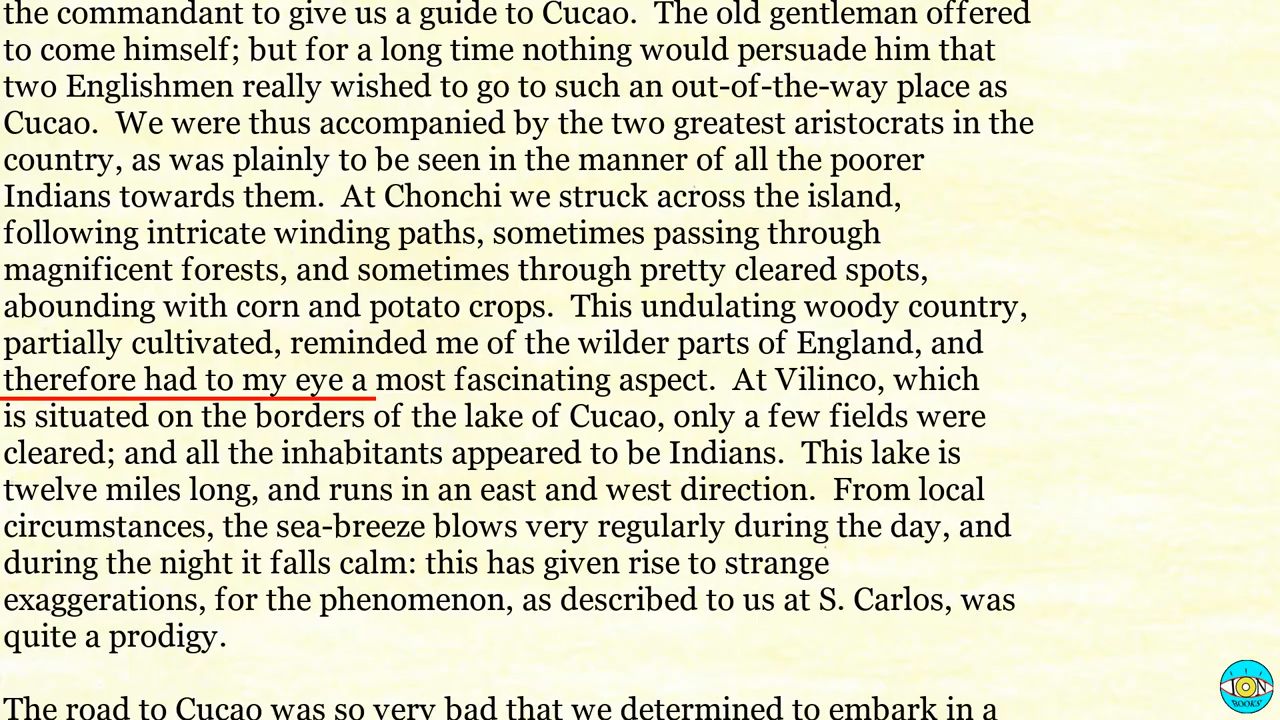 the commandant to give us a guide to Cucao.  The old gentleman offered
to come himself; but for a long time nothing would persuade him that
two Englishmen really wished to go to such an out-of-the-way place as
Cucao.  We were thus accompanied by the two greatest aristocrats in the
country, as was plainly to be seen in the manner of all the poorer
Indians towards them.  At Chonchi we struck across the island,
following intricate winding paths, sometimes passing through
magnificent forests, and sometimes through pretty cleared spots,
abounding with corn and potato crops.  This undulating woody country,
partially cultivated, reminded me of the wilder parts of England, and
therefore had to my eye a most fascinating aspect.  At Vilinco, which
is situated on the borders of the lake of Cucao, only a few fields were
cleared; and all the inhabitants appeared to be Indians.  This lake is
twelve miles long, and runs in an east and west direction.  From local
circumstances, the sea-breeze blows very regularly during the day, and
during the night it falls calm: this has given rise to strange
exaggerations, for the phenomenon, as described to us at S. Carlos, was
quite a prodigy.
The road to Cucao was so very bad that we determined to embark in a
ION
BOOKS